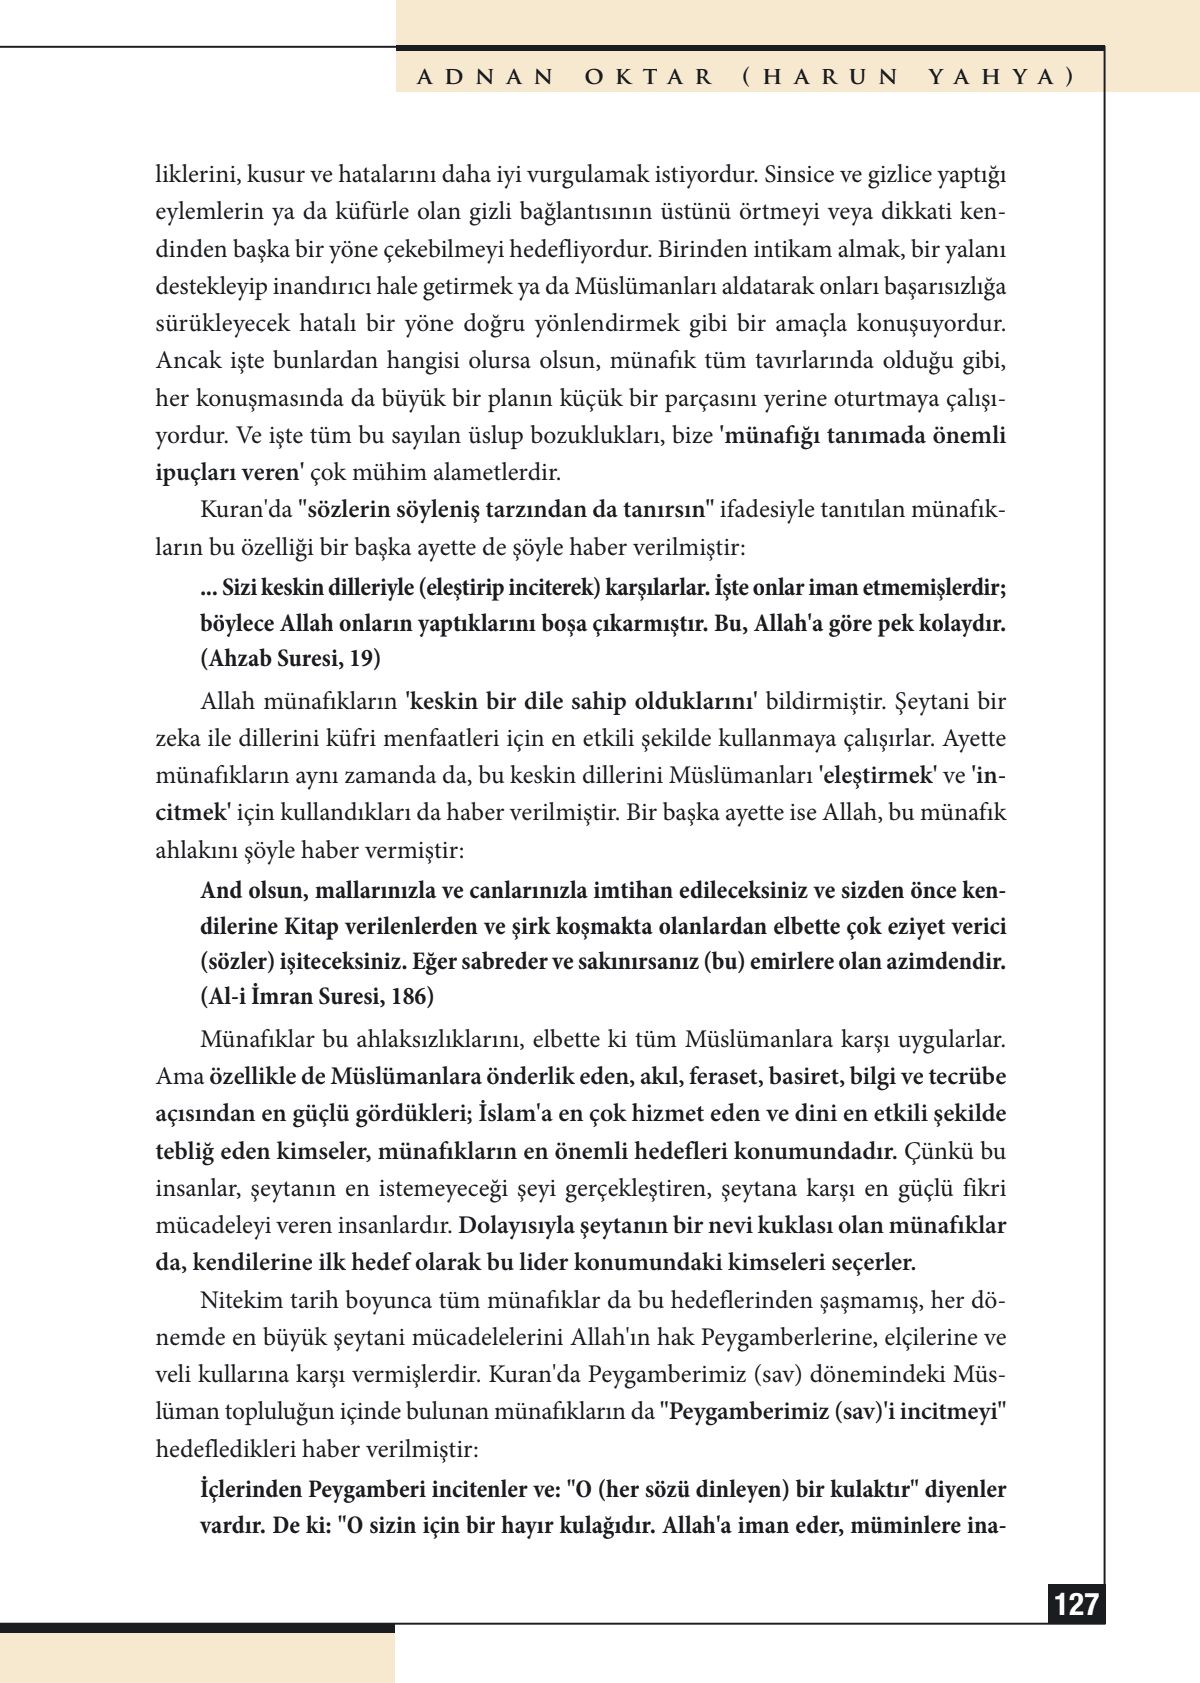 ADNAN OKTAR (HARUN YAHYA)
liklerini, kusur ve hatalarını daha iyi vurgulamak istiyordur. Sinsice ve gizlice yaptığı
eylemlerin ya da küfürle olan gizli bağlantısının üstünü örtmeyi veya dikkati ken-
dinden başka bir yöne çekebilmeyi hedefliyordur. Birinden intikam almak, bir yalanı
destekleyip inandırıcı hale getirmek ya da Müslümanları aldatarak onları başarısızlığa
sürükleyecek hatalı bir yöne doğru yönlendirmek gibi bir amaçla konuşuyordur.
Ancak işte bunlardan hangisi olursa olsun, münafık tüm tavırlarında olduğu gibi,
her konuşmasında da büyük bir planın küçük bir parçasını yerine oturtmaya çalışı-
yordur. Ve işte tüm bu sayılan üslup bozuklukları, bize 'münafığı tanımada önemli
ipuçları veren' çok mühim alametlerdir.
Kuran'da "sözlerin söyleniş tarzından da tanırsın" ifadesiyle tanıtılan münafık-
ların bu özelliği bir başka ayette de şöyle haber verilmiştir:
... Sizi keskin dilleriyle (eleştirip inciterek) karşılarlar. İşte onlar iman etmemişlerdir;
böylece Allah onların yaptıklarını boşa çıkarmıştır. Bu, Allah'a göre pek kolaydır.
(Ahzab Suresi, 19)
Allah münafıkların 'keskin bir dile sahip olduklarını' bildirmiştir. Şeytani bir
zeka ile dillerini küfri menfaatleri için en etkili şekilde kullanmaya çalışırlar. Ayette
münafıkların aynı zamanda da, bu keskin dillerini Müslümanları 'eleştirmek' ve 'in-
citmek' için kullandıkları da haber verilmiştir. Bir başka ayette ise Allah, bu münafık
ahlakını şöyle haber vermiştir:
And olsun, mallarınızla ve canlarınızla imtihan edileceksiniz ve sizden önce ken-
dilerine Kitap verilenlerden ve şirk koşmakta olanlardan elbette çok eziyet verici
(sözler) işiteceksiniz. Eğer sabreder ve sakınırsanız (bu) emirlere olan azimdendir.
(Al-i İmran Suresi, 186)
Münafıklar bu ahlaksızlıklarını, elbette ki tüm Müslümanlara karşı uygularlar.
Ama özellikle de Müslümanlara önderlik eden, akıl, feraset, basiret, bilgi ve tecrübe
açısından en güçlü gördükleri; İslam'a en çok hizmet eden ve dini en etkili şekilde
tebliğ eden kimseler, münafıkların en önemli hedefleri konumundadır. Çünkü bu
insanlar, şeytanın en istemeyeceği şeyi gerçekleştiren, şeytana karşı en güçlü fikri
mücadeleyi veren insanlardır. Dolayısıyla şeytanın bir nevi kuklası olan münafıklar
da, kendilerine ilk hedef olarak bu lider konumundaki kimseleri seçerler.
Nitekim tarih boyunca tüm münafıklar da bu hedeflerinden şaşmamış, her dö-
nemde en büyük şeytani mücadelelerini Allah'ın hak Peygamberlerine, elçilerine ve
veli kullarına karşı vermişlerdir. Kuran'da Peygamberimiz (sav) dönemindeki Müs-
lüman topluluğun içinde bulunan münafıkların da "Peygamberimiz (sav)'i incitmeyi"
hedefledikleri haber verilmiştir:
İçlerinden Peygamberi incitenler ve: "O (her sözü dinleyen) bir kulaktır" diyenler
vardır. De ki: "O sizin için bir hayır kulağıdır. Allah'a iman eder, müminlere ina-
127